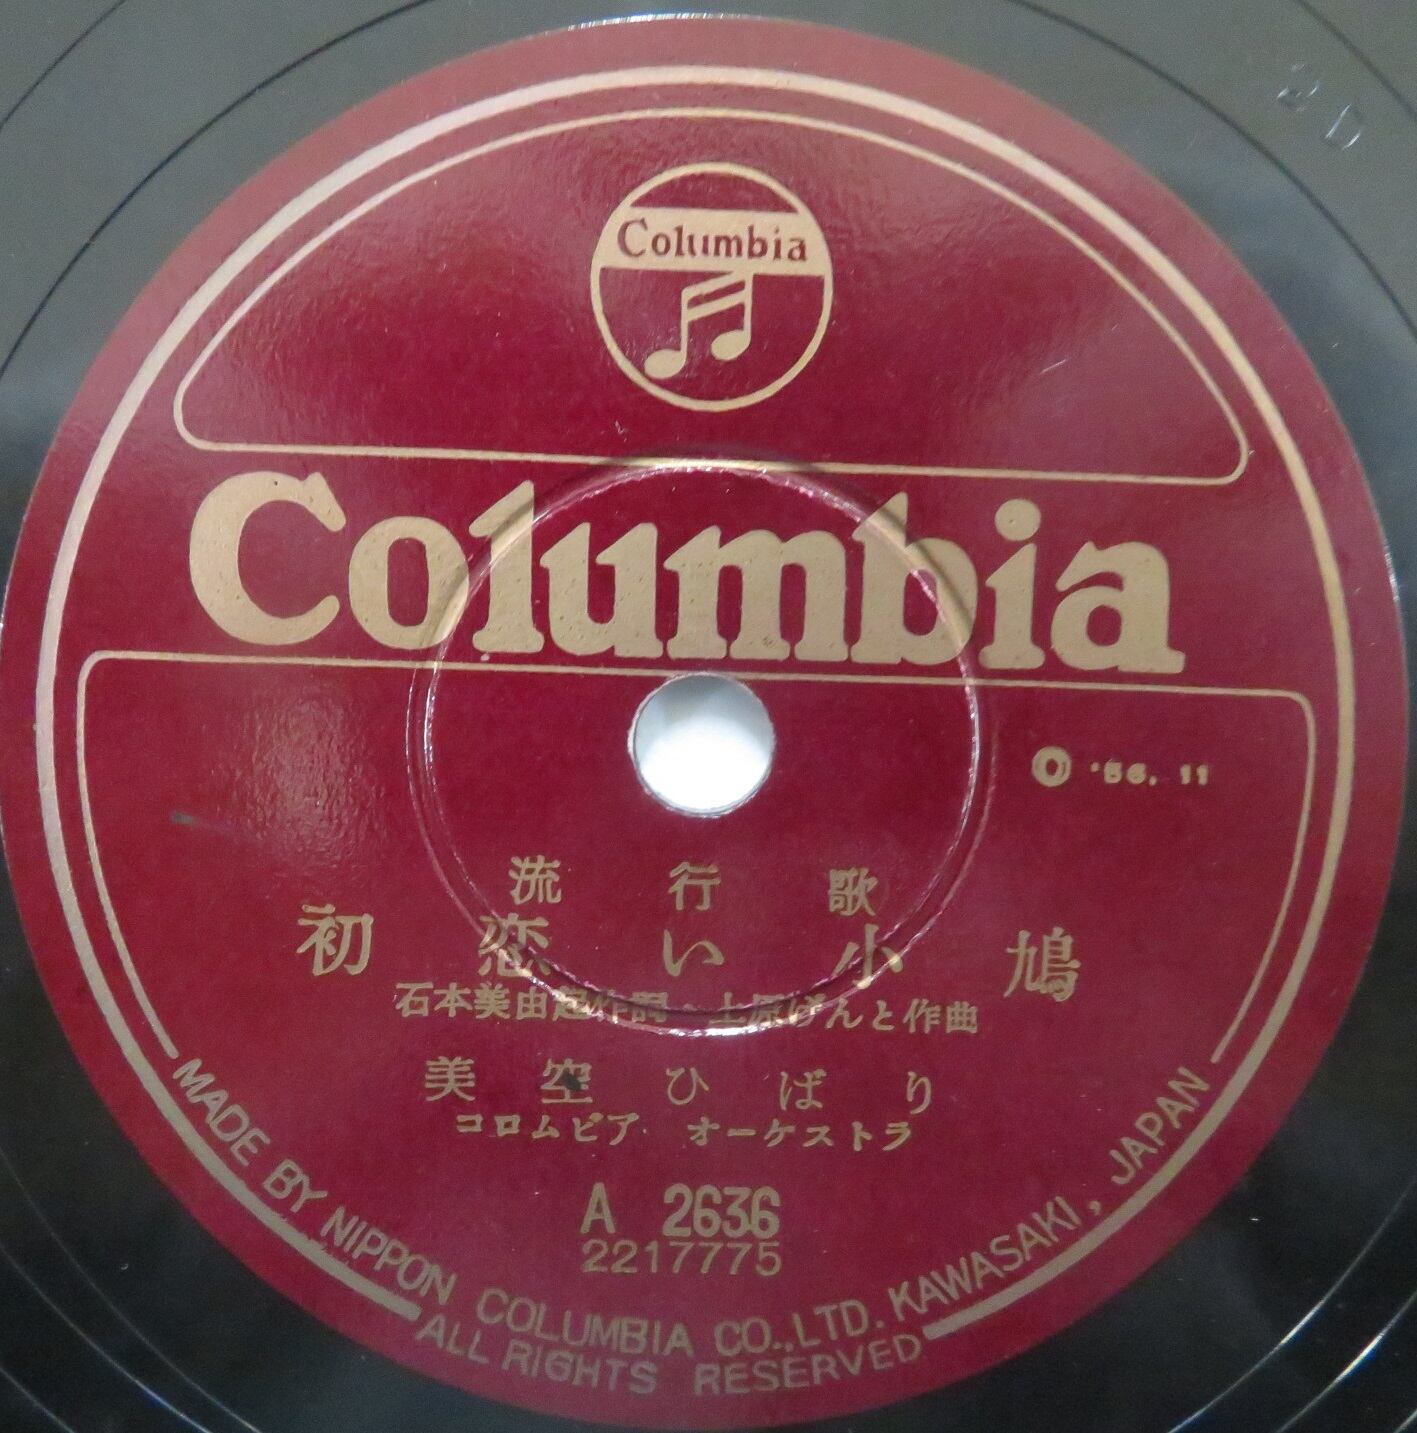 Columbia
Columbia
Ⓞ '56. 11
流行歌
初恋い小鳩
石本美由起作詞～上原げんと作曲
美空ひばり
コロムビア オーケストラ
A 2636
2217775
MADE BY NIPPON COLUMBIA CO., LTD. KAWASAKI, JAPAN
ALL RIGHTS RESERVED